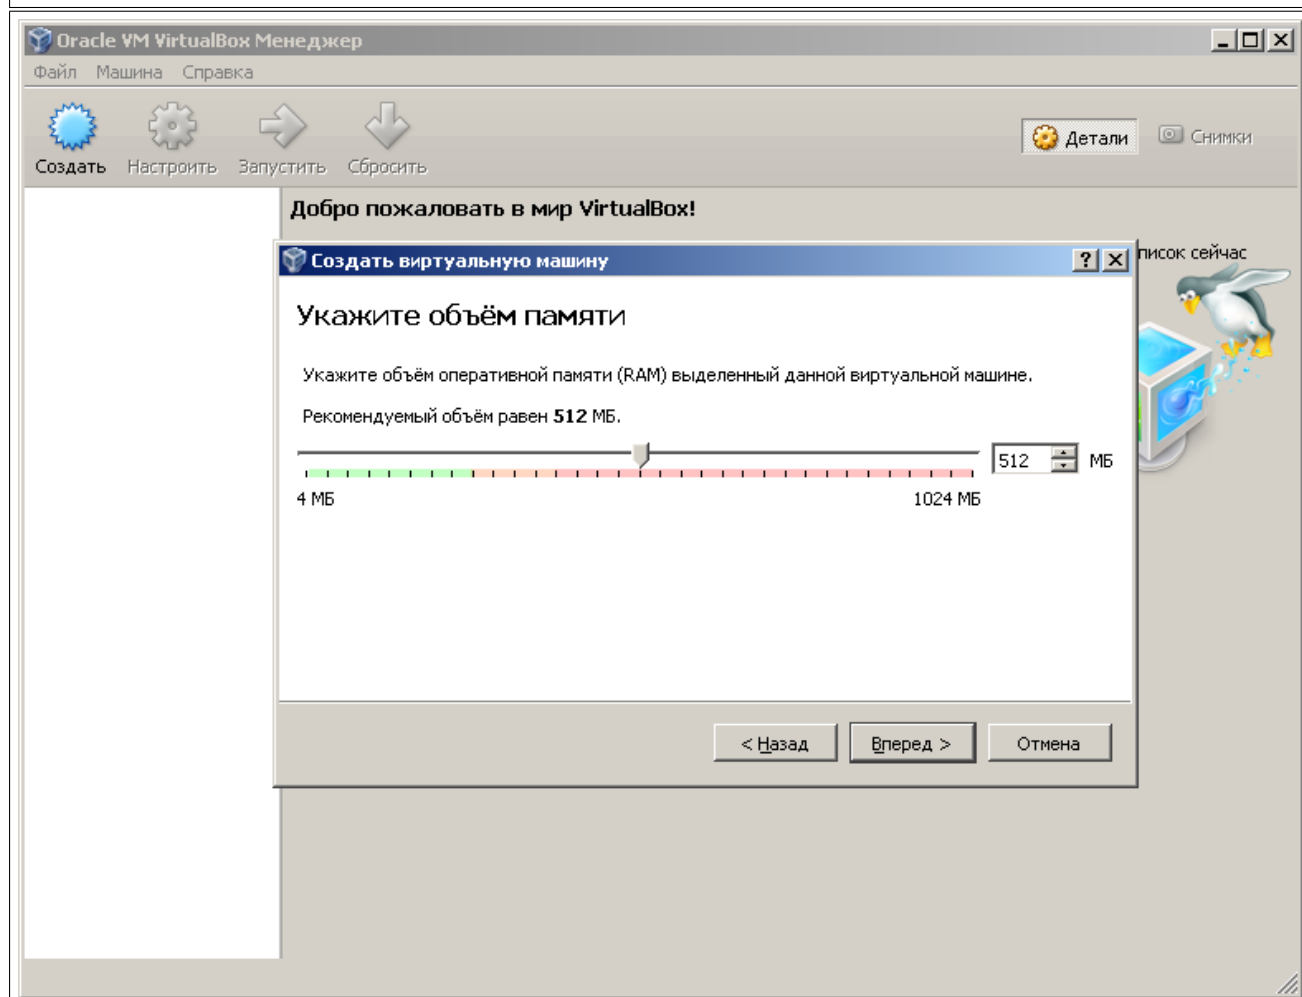 Oracle VM VirtualBox Менеджер
Файл Машина Справка
Создать Настроить Запустить Сбросить
Детали Снимки
Добро пожаловать в мир VirtualBox!
писок сейчас
Создать виртуальную машину
Укажите объём памяти
Укажите объём оперативной памяти (RAM) выделенный данной виртуальной машине.
Рекомендуемый объём равен 512 МБ.
512 МБ
4 МБ 1024 МБ
< Назад Вперед > Отмена